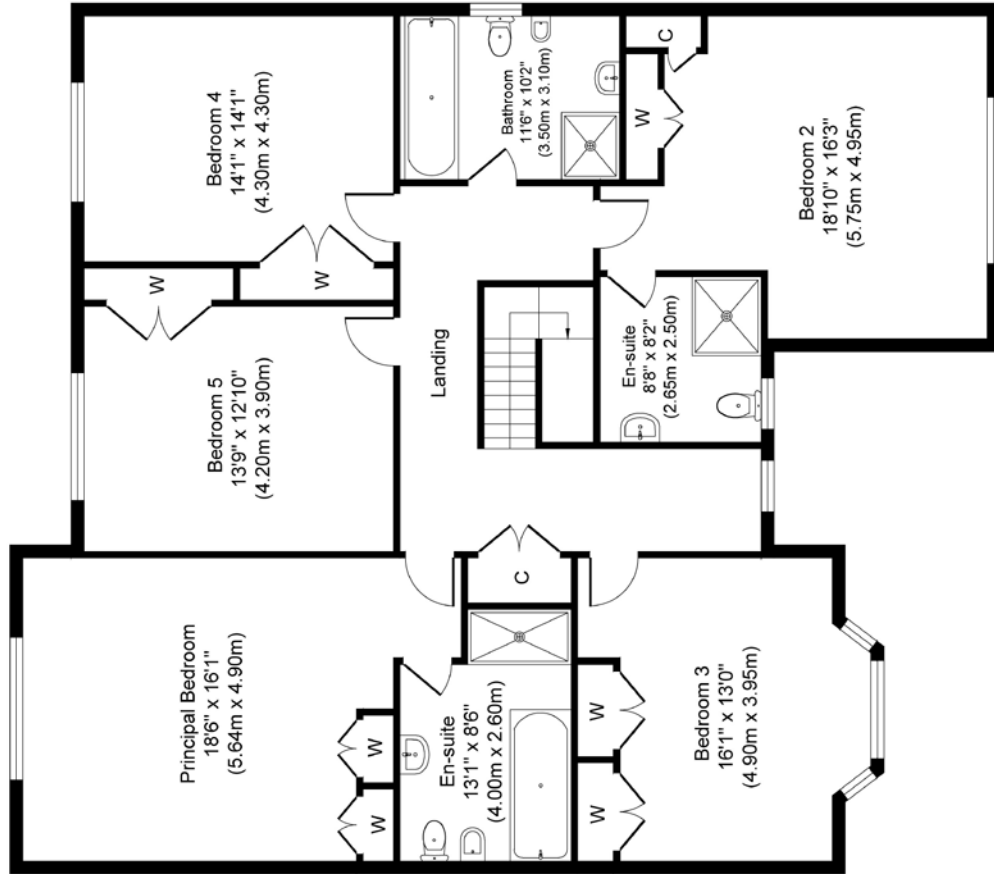 Bedroom 4
14'1" x 14'1"
(4.30m x 4.30m)
Bathroom
11'6" x 10'2"
(3.50m x 3.10m)
C
W
Bedroom 2
18'10" x 16'3"
(5.75m x 4.95m)
W
W
Bedroom 5
13'9" x 12'10"
(4.20m x 3.90m)
Landing
En-suite
8'8" x 8'2"
(2.65m x 2.50m)
C
Principal Bedroom
18'6" x 16'1"
(5.64m x 4.90m)
W
W
En-suite
13'1" x 8'6"
(4.00m x 2.60m)
W
W
Bedroom 3
16'1" x 13'0"
(4.90m x 3.95m)